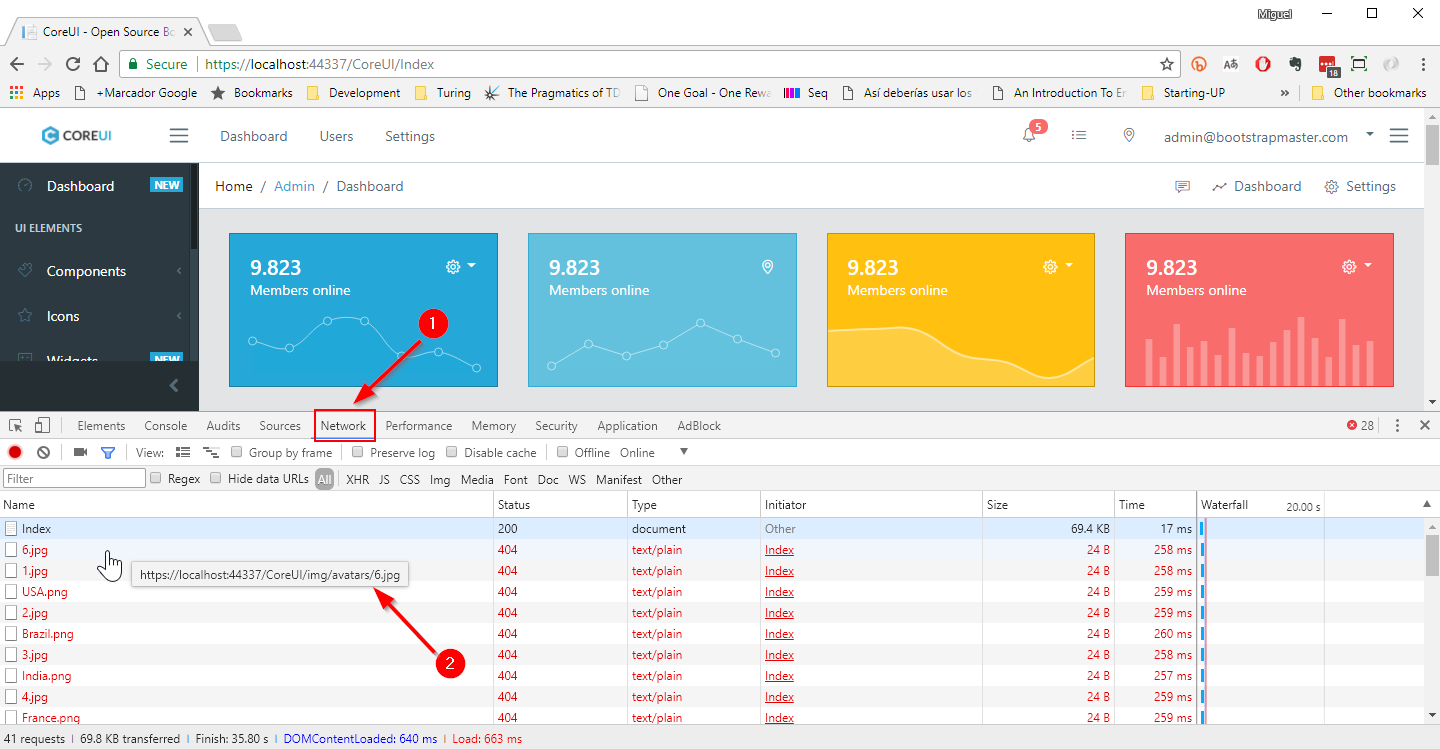 Miguel
CoreUI - Open Source Bo
Secure https://localhost:44337/CoreUI/Index
18
Apps +Marcador Google Bookmarks Development Turing The Pragmatics of TD One Goal - One Rewa Seq Así deberías usar los An Introduction To En Starting-UP » Other bookmarks
COREUI Dashboard Users Settings 5 admin@bootstrapmaster.com
Dashboard NEW Home / Admin / Dashboard Dashboard Settings
UI ELEMENTS
Components
Icons
Widgets NEW
9.823 9.823 9.823 9.823
Members online Members online Members online Members online
1
Elements Console Audits Sources Network Performance Memory Security Application AdBlock 28
View: Group by frame Preserve log Disable cache Offline Online
Filter Regex Hide data URLs All XHR JS CSS Img Media Font Doc WS Manifest Other
Name Status Type Initiator Size Time Waterfall 20.00 s
Index 200 document Other 69.4 KB 17 ms
6.jpg 404 text/plain Index 24 B 258 ms
1.jpg 404 text/plain Index 24 B 258 ms
https://localhost:44337/CoreUI/img/avatars/6.jpg
USA.png 404 text/plain Index 24 B 259 ms
2.jpg 404 text/plain Index 24 B 259 ms
Brazil.png 404 text/plain Index 24 B 260 ms
3.jpg 404 text/plain Index 24 B 258 ms
2
India.png 404 text/plain Index 24 B 257 ms
4.jpg 404 text/plain Index 24 B 259 ms
France.png 404 text/plain Index 24 B 259 ms
41 requests | 69.8 KB transferred | Finish: 35.80 s | DOMContentLoaded: 640 ms | Load: 663 ms